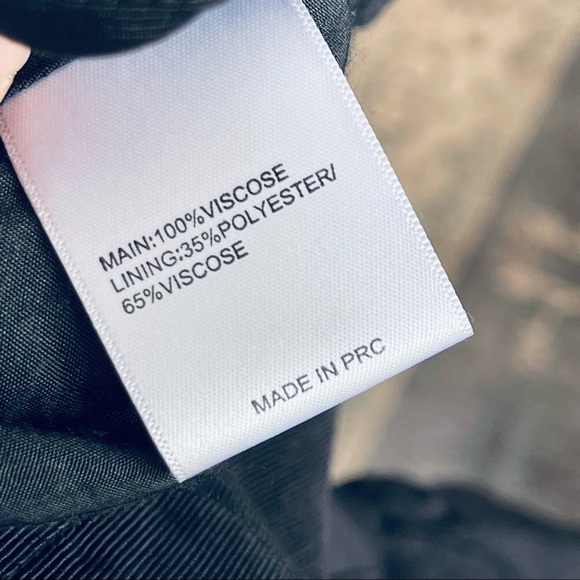 MAIN:100%VISCOSE
LINING:35%POLYESTER/
65%VISCOSE
MADE IN PRC